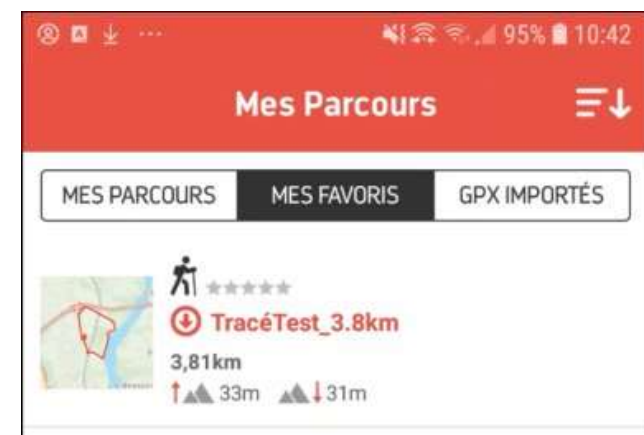 95% 10:42
Mes Parcours
MES PARCOURS MES FAVORIS GPX IMPORTÉS
TracéTest_3.8km
3,81km
33m 31m